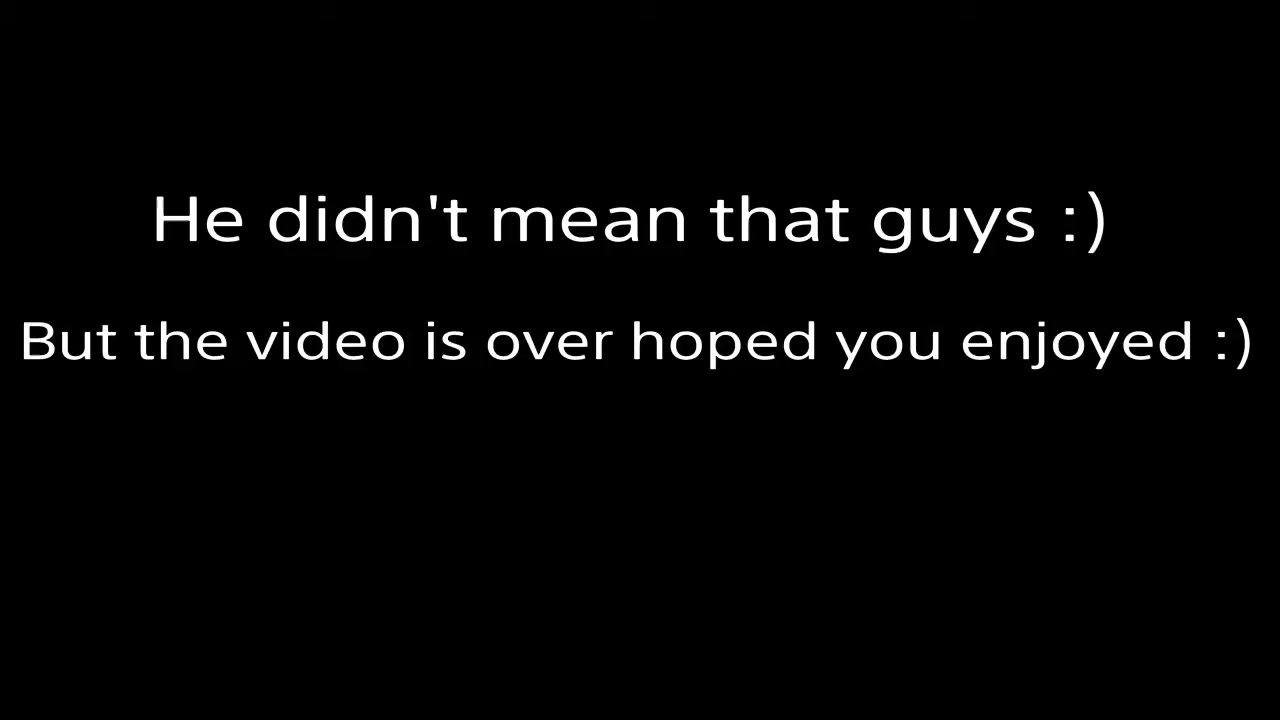 He didn't mean that guys :)
But the video is over hoped you enjoyed :)